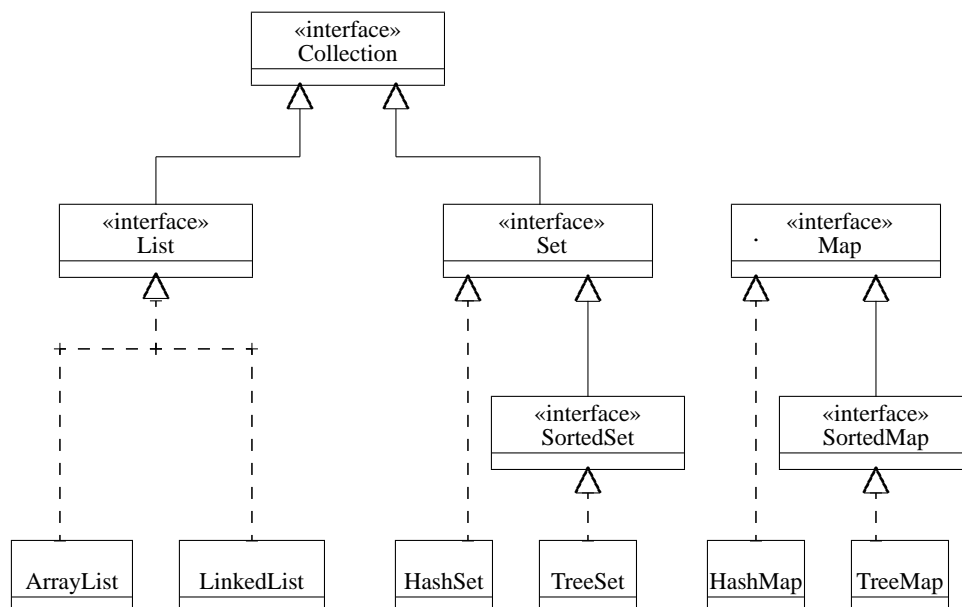 «interface»
Collection
«interface»
List
«interface»
Set
«interface»
Map
«interface»
SortedSet
«interface»
SortedMap
ArrayList
LinkedList
HashSet
TreeSet
HashMap
TreeMap